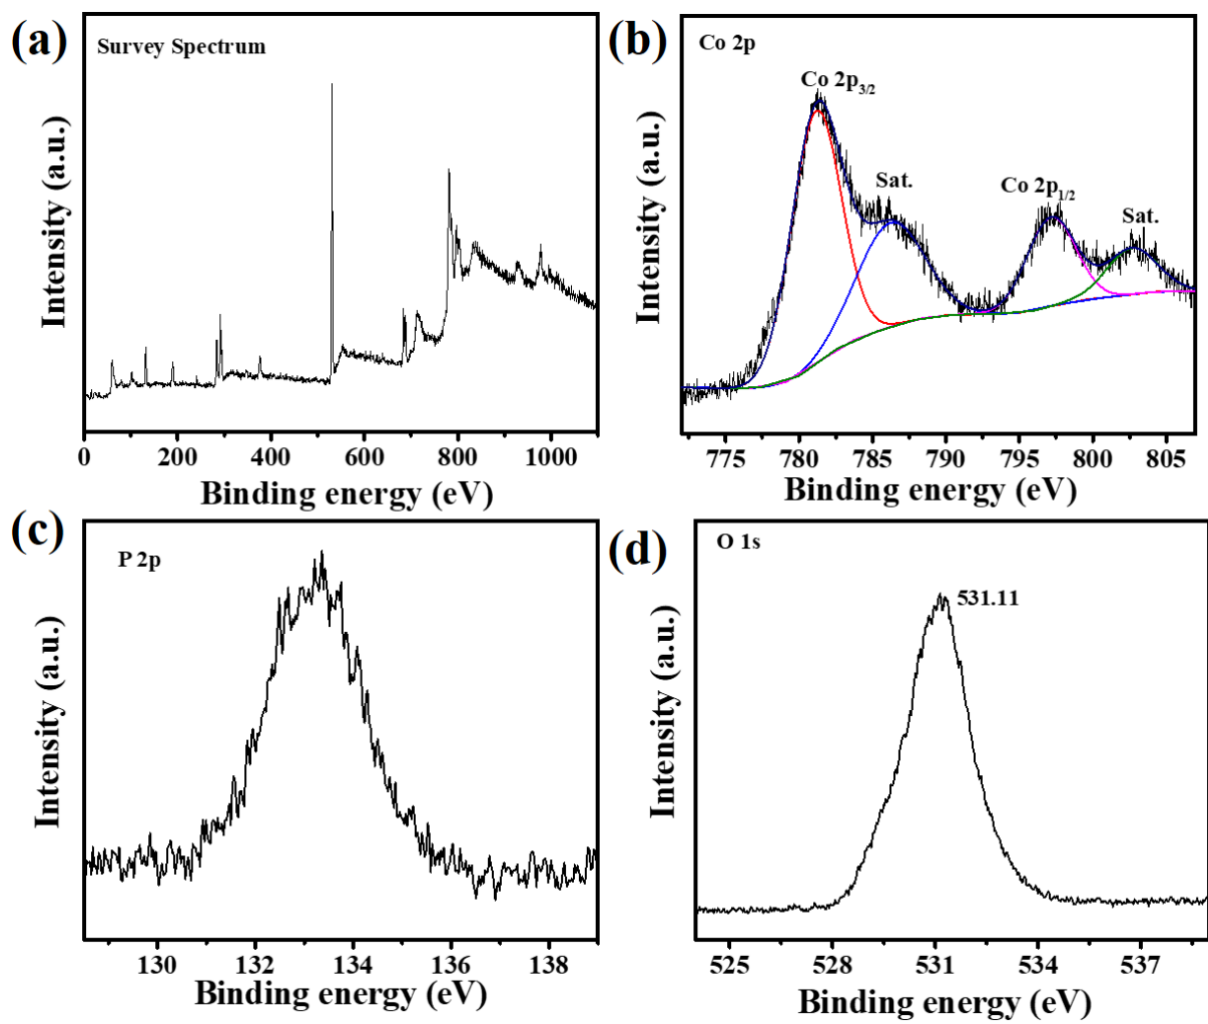 (a)
Survey Spectrum
Intensity (a.u.)
0 200 400 600 800 1000
Binding energy (eV)
(b)
Co 2p
Co 2p3/2
Sat.
Co 2p1/2
Sat.
Intensity (a.u.)
775 780 785 790 795 800 805
Binding energy (eV)
(c)
P 2p
Intensity (a.u.)
130 132 134 136 138
Binding energy (eV)
(d)
O 1s
531.11
Intensity (a.u.)
525 528 531 534 537
Binding energy (eV)